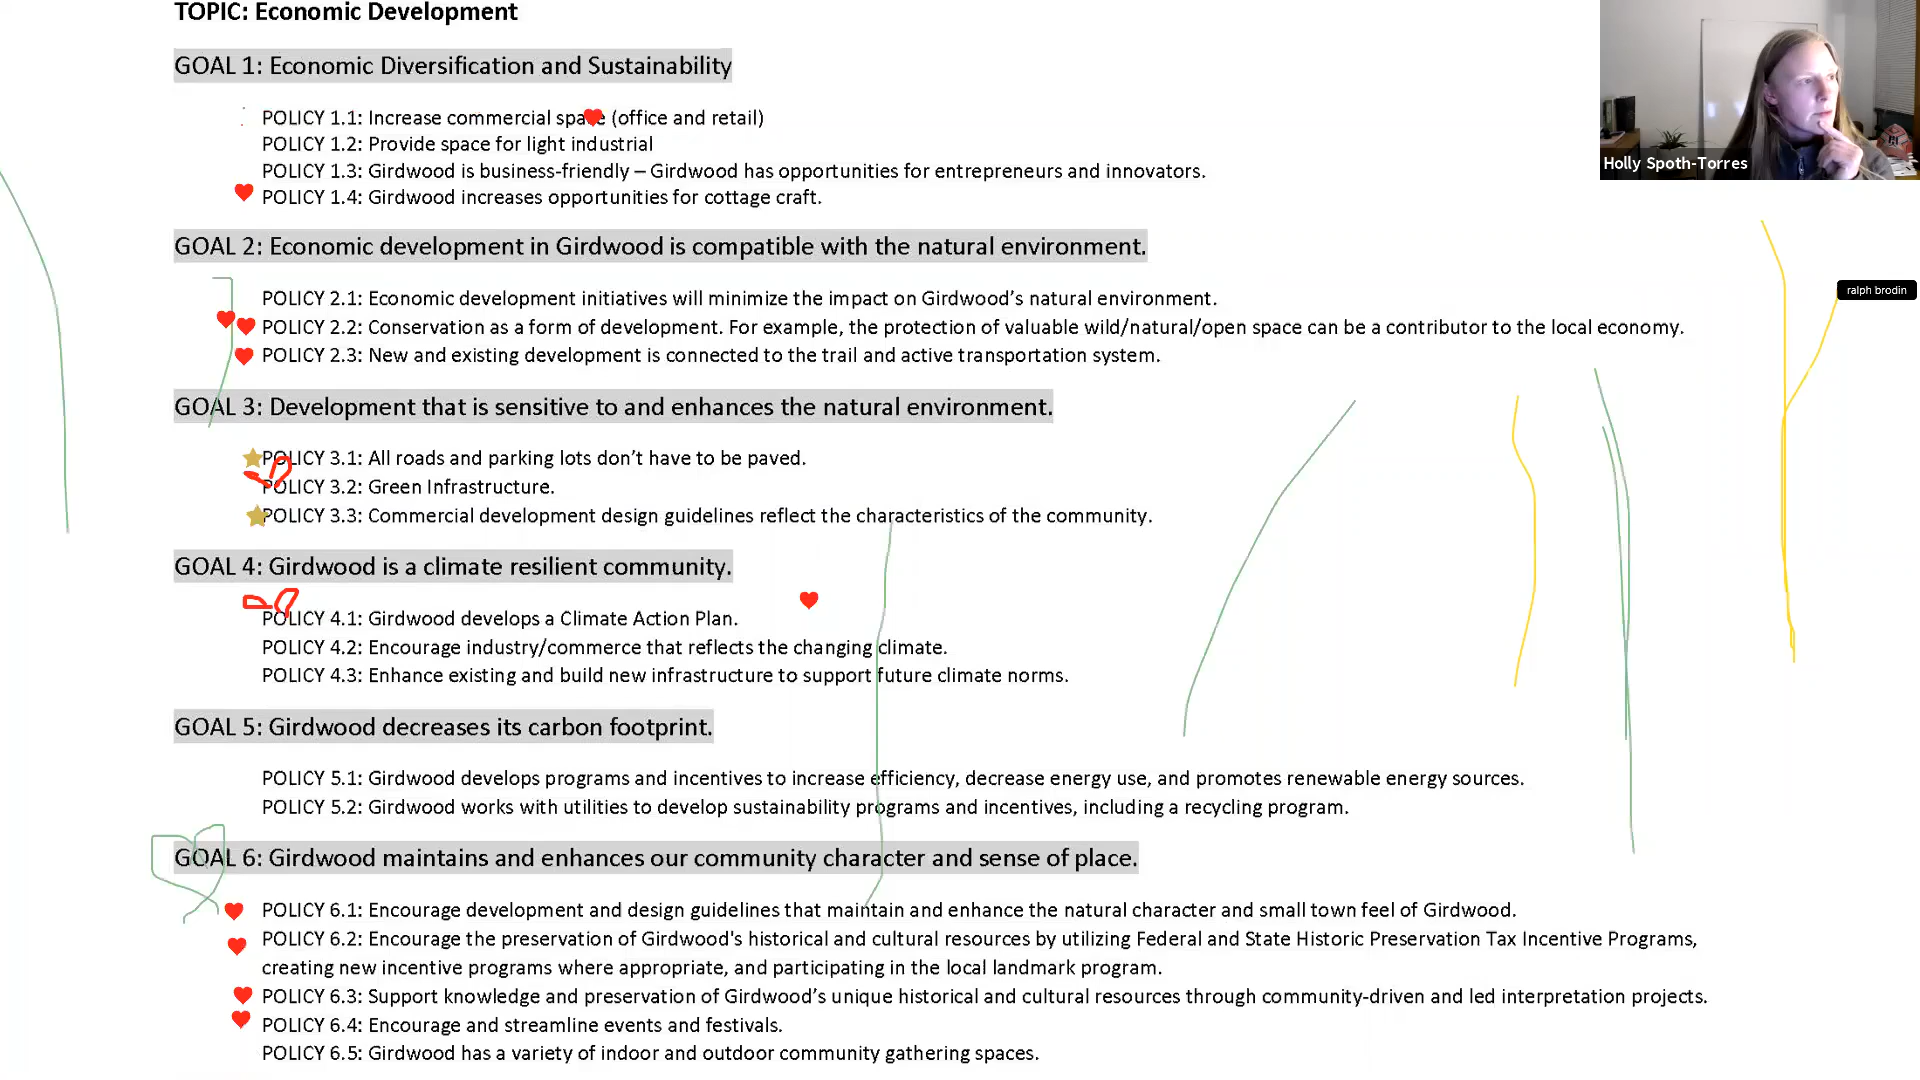 TOPIC: Economic Development
GOAL 1: Economic Diversification and Sustainability
POLICY 1.1: Increase commercial space (office and retail)
POLICY 1.2: Provide space for light industrial
POLICY 1.3: Girdwood is business-friendly – Girdwood has opportunities for entrepreneurs and innovators.
POLICY 1.4: Girdwood increases opportunities for cottage craft.
Holly Spoth-Torres
GOAL 2: Economic development in Girdwood is compatible with the natural environment.
POLICY 2.1: Economic development initiatives will minimize the impact on Girdwood’s natural environment.
ralph brodin
POLICY 2.2: Conservation as a form of development. For example, the protection of valuable wild/natural/open space can be a contributor to the local economy.
POLICY 2.3: New and existing development is connected to the trail and active transportation system.
GOAL 3: Development that is sensitive to and enhances the natural environment.
POLICY 3.1: All roads and parking lots don’t have to be paved.
POLICY 3.2: Green Infrastructure.
POLICY 3.3: Commercial development design guidelines reflect the characteristics of the community.
GOAL 4: Girdwood is a climate resilient community.
POLICY 4.1: Girdwood develops a Climate Action Plan.
POLICY 4.2: Encourage industry/commerce that reflects the changing climate.
POLICY 4.3: Enhance existing and build new infrastructure to support future climate norms.
GOAL 5: Girdwood decreases its carbon footprint.
POLICY 5.1: Girdwood develops programs and incentives to increase efficiency, decrease energy use, and promotes renewable energy sources.
POLICY 5.2: Girdwood works with utilities to develop sustainability programs and incentives, including a recycling program.
GOAL 6: Girdwood maintains and enhances our community character and sense of place.
POLICY 6.1: Encourage development and design guidelines that maintain and enhance the natural character and small town feel of Girdwood.
POLICY 6.2: Encourage the preservation of Girdwood's historical and cultural resources by utilizing Federal and State Historic Preservation Tax Incentive Programs,
creating new incentive programs where appropriate, and participating in the local landmark program.
POLICY 6.3: Support knowledge and preservation of Girdwood’s unique historical and cultural resources through community-driven and led interpretation projects.
POLICY 6.4: Encourage and streamline events and festivals.
POLICY 6.5: Girdwood has a variety of indoor and outdoor community gathering spaces.